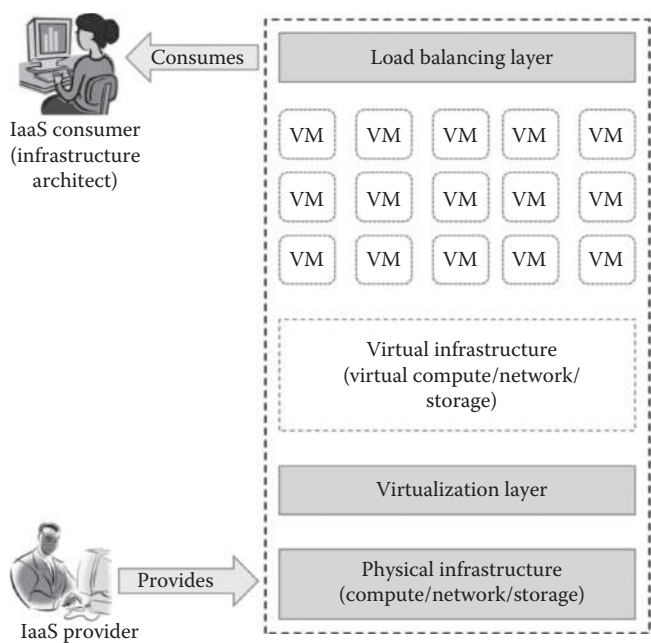 Consumes
Load balancing layer
IaaS consumer
(infrastructure
architect)
VM VM VM VM VM
VM VM VM VM VM
VM VM VM VM VM
Virtual infrastructure
(virtual compute/network/
storage)
Virtualization layer
Provides
Physical infrastructure
(compute/network/storage)
IaaS provider